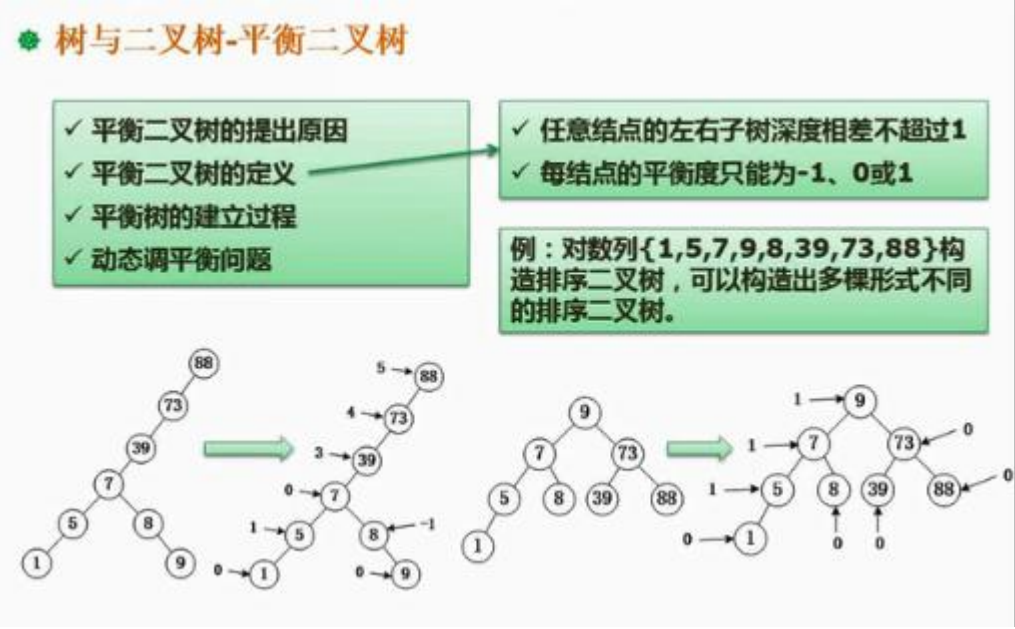 树与二叉树-平衡二叉树
✓ 平衡二叉树的提出原因
✓ 平衡二叉树的定义
✓ 平衡树的建立过程
✓ 动态调平衡问题
✓ 任意结点的左右子树深度相差不超过1
✓ 每结点的平衡度只能为-1、0或1
例：对数列{1,5,7,9,8,39,73,88}构
造排序二叉树，可以构造出多棵形式不同
的排序二叉树。
88
73
39
7
5 8
1 9
5 88
4 73
3 39
0 7
1 5 8 -1
0 1 0 9
9
7 73
5 8 39 88
1
1 9
1 7 73 0
1 5 8 39 88 0
0 1 0 0